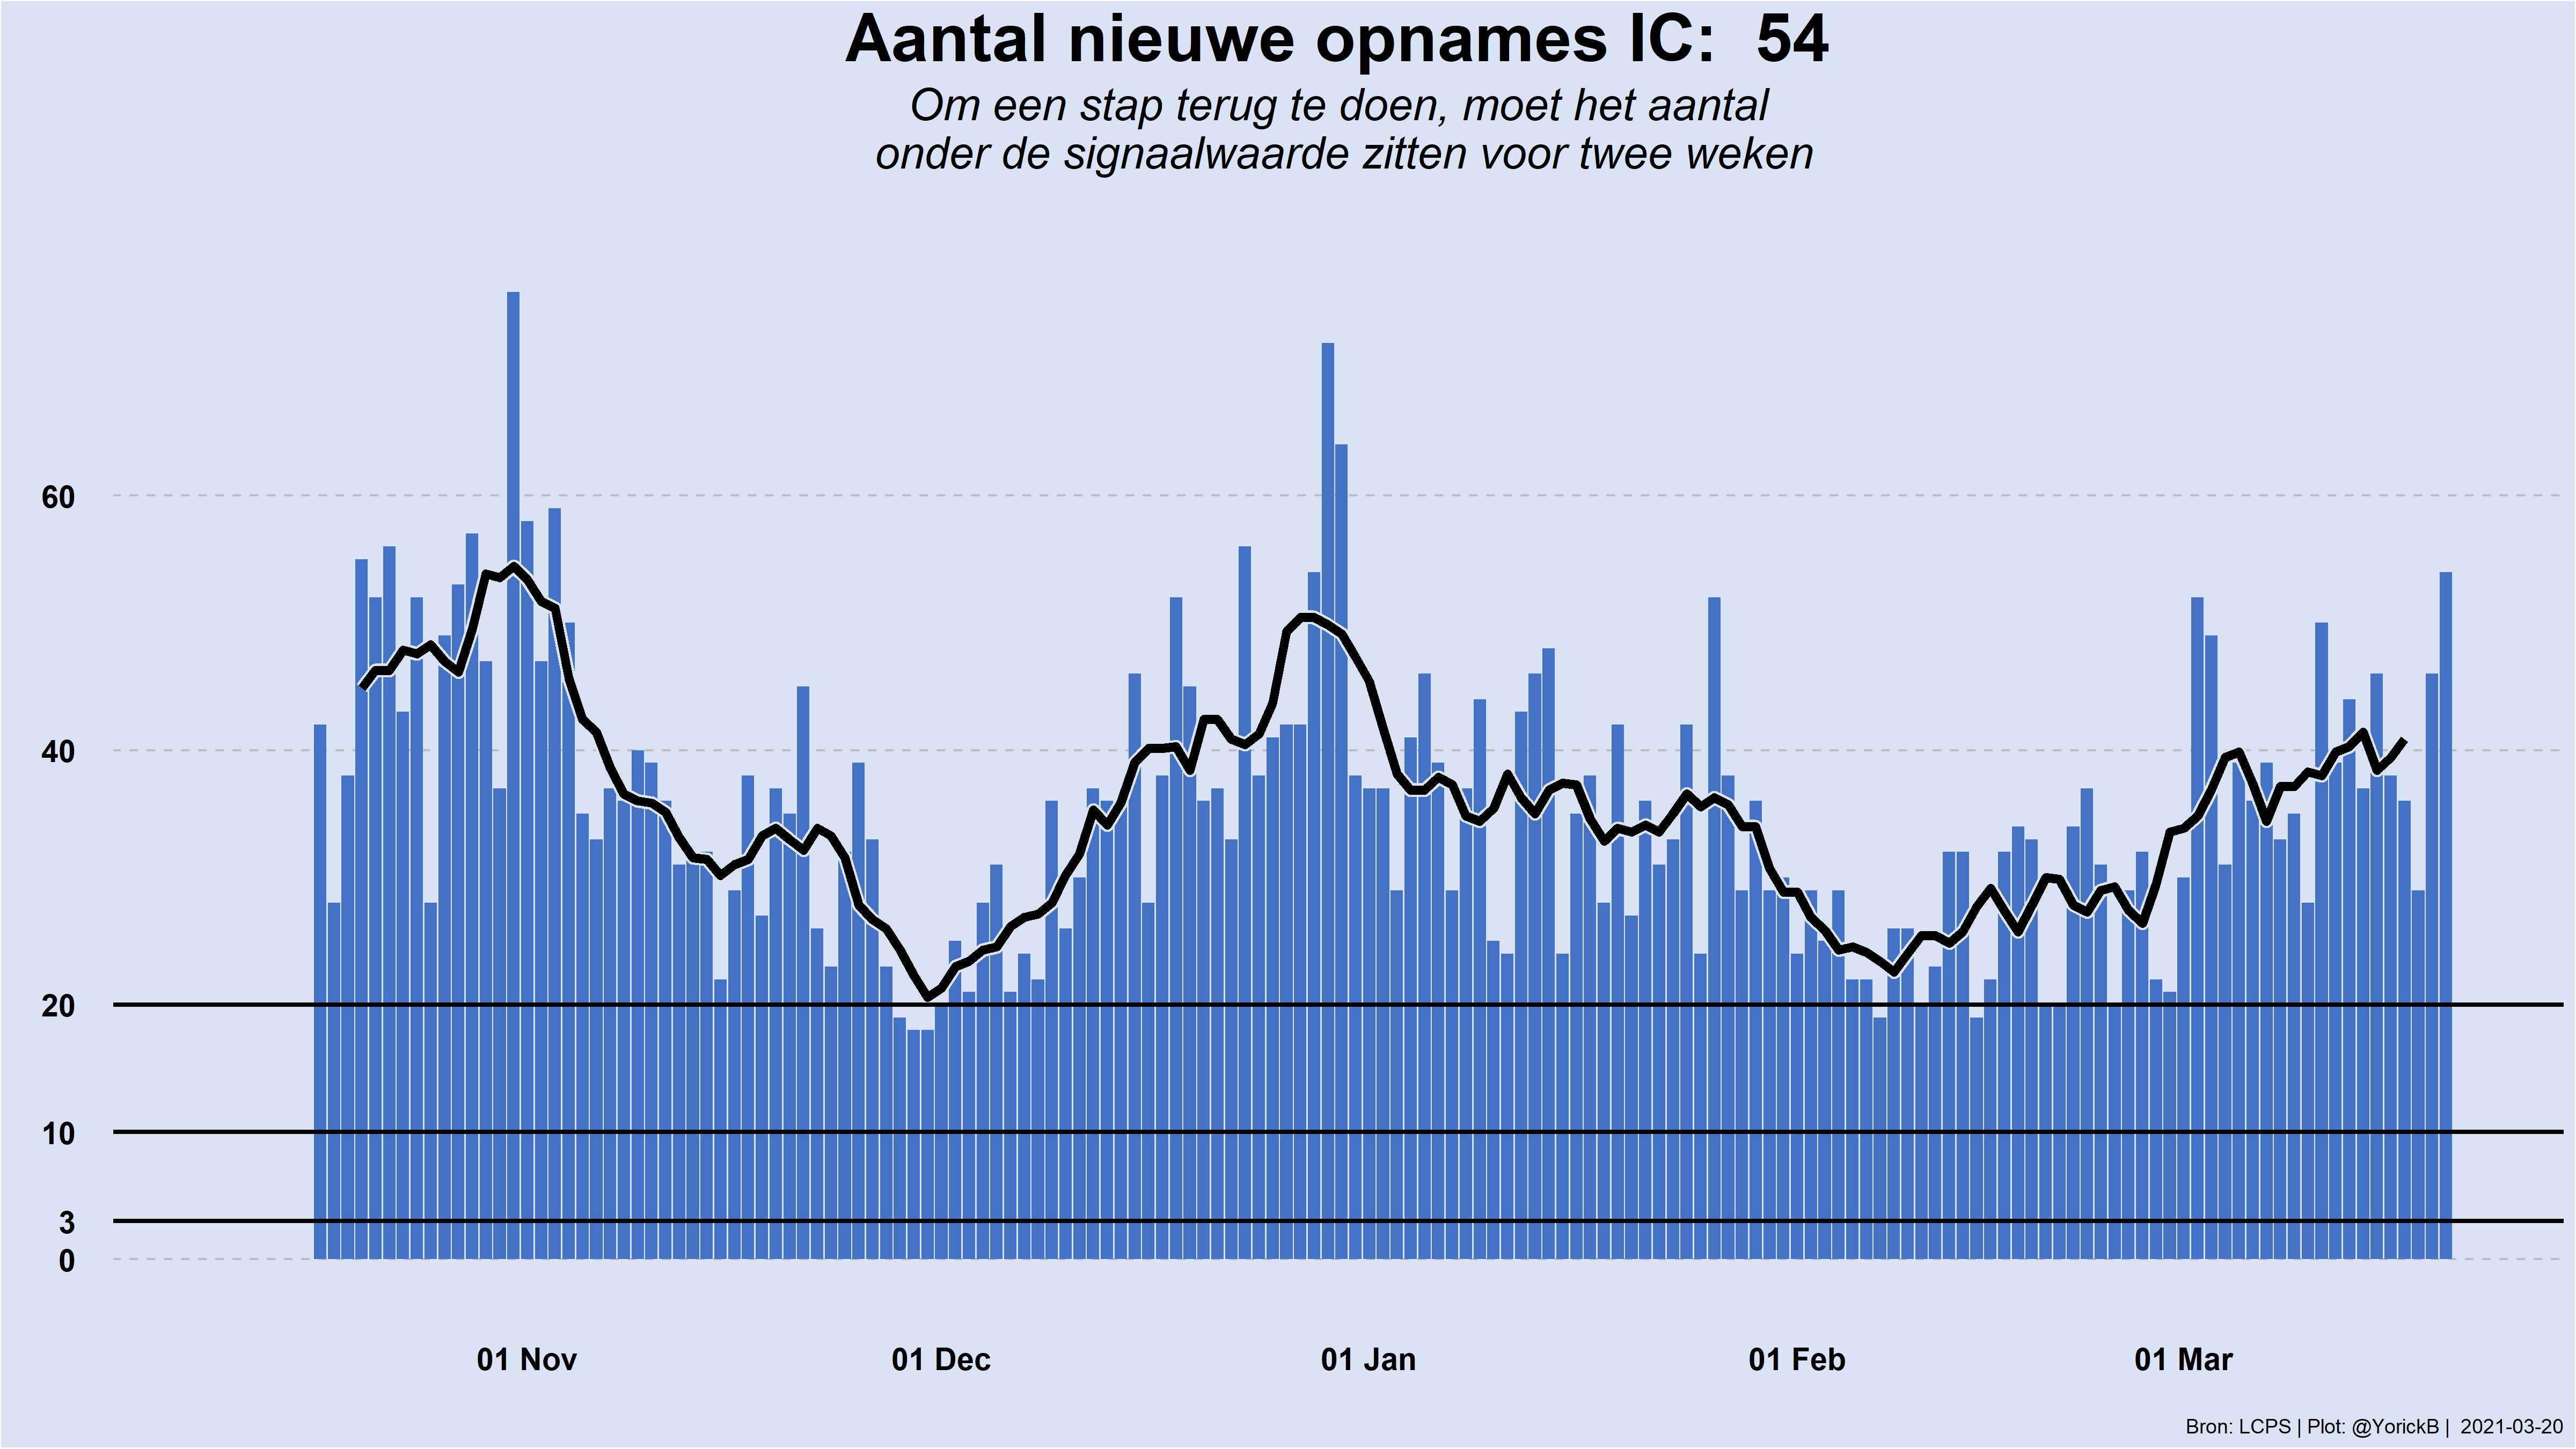 Aantal nieuwe opnames IC:  54
Om een stap terug te doen, moet het aantal
onder de signaalwaarde zitten voor twee weken
60
40
20
10
3
0
01 Nov
01 Dec
01 Jan
01 Feb
01 Mar
Bron: LCPS | Plot: @YorickB |  2021-03-20